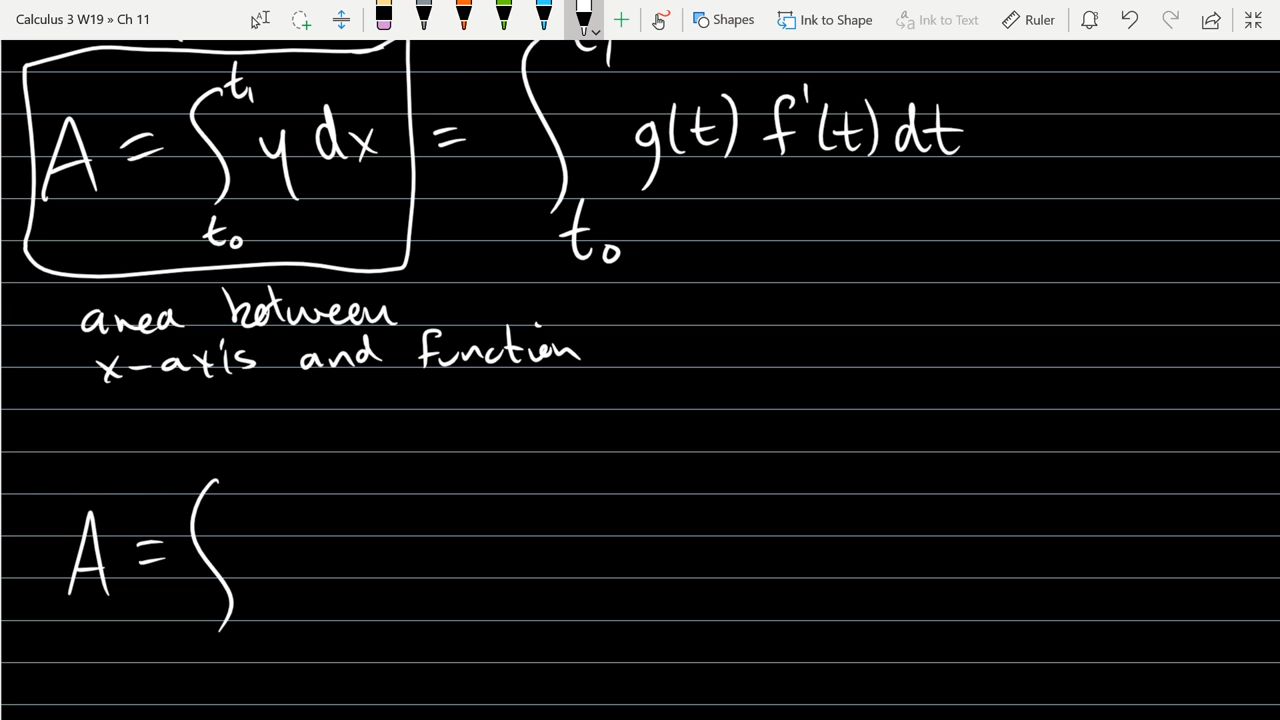 Calculus 3 W19 » Ch 11
Shapes
Ink to Shape
Ink to Text
Ruler
A = ∫_{t₀}^{t₁} y dx = ∫_{t₀}^{t₁} g(t) f'(t) dt
area between
x-axis and function
A = ∫